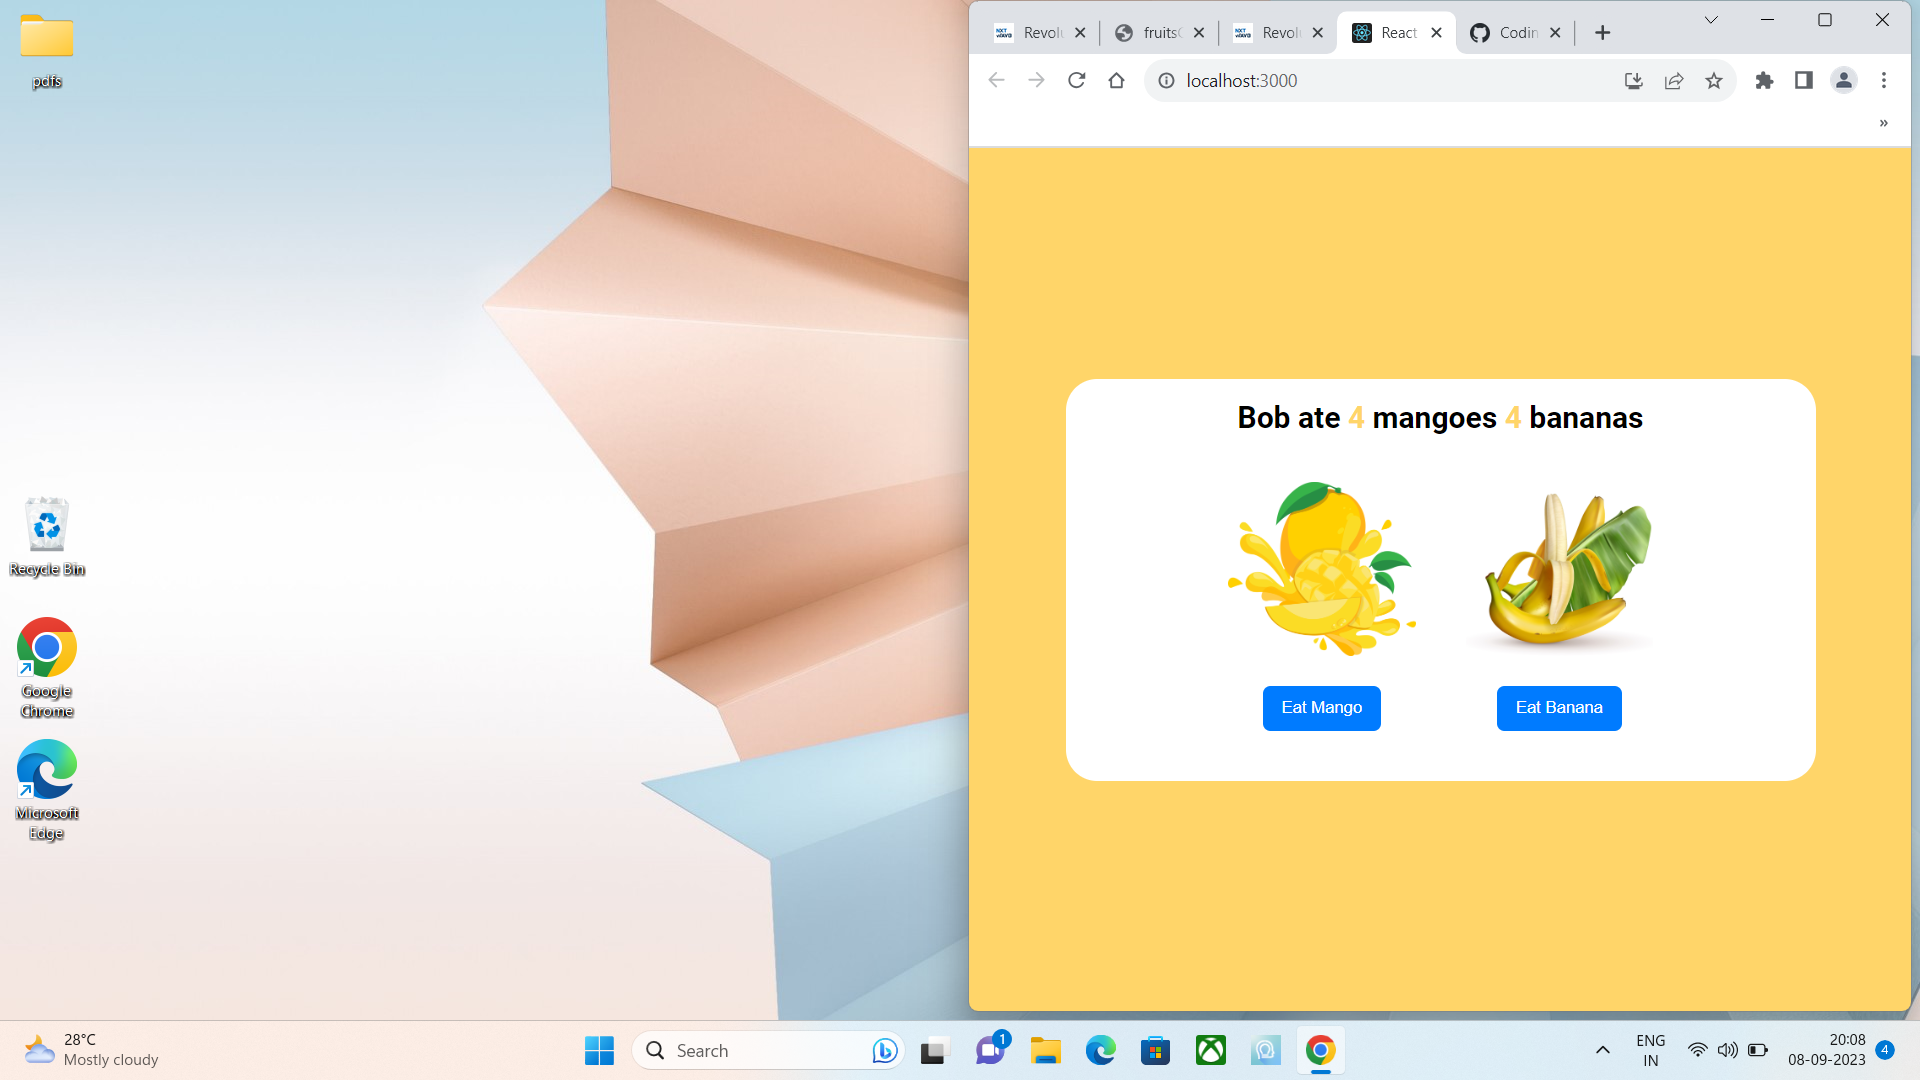 pdfs
Recycle Bin
Google
Chrome
Microsoft
Edge
Revolu
fruitsC
Revolu
React
Codin
localhost:3000
»
Bob ate 4 mangoes 4 bananas
Eat Mango
Eat Banana
28°C
Mostly cloudy
Search
1
ENG
IN
20:08
08-09-2023
4